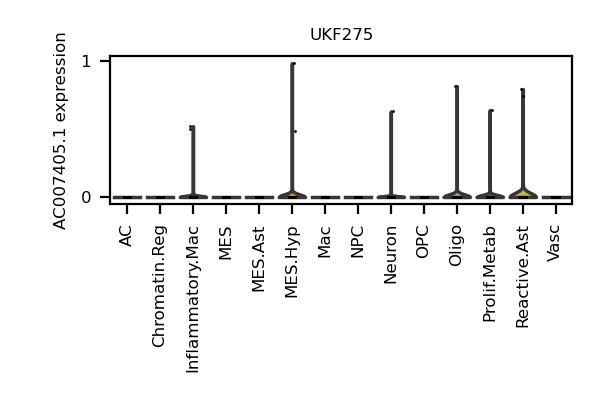 UKF275
AC007405.1 expression
1
0
AC
Chromatin.Reg
Inflammatory.Mac
MES
MES.Ast
MES.Hyp
Mac
NPC
Neuron
OPC
Oligo
Prolif.Metab
Reactive.Ast
Vasc